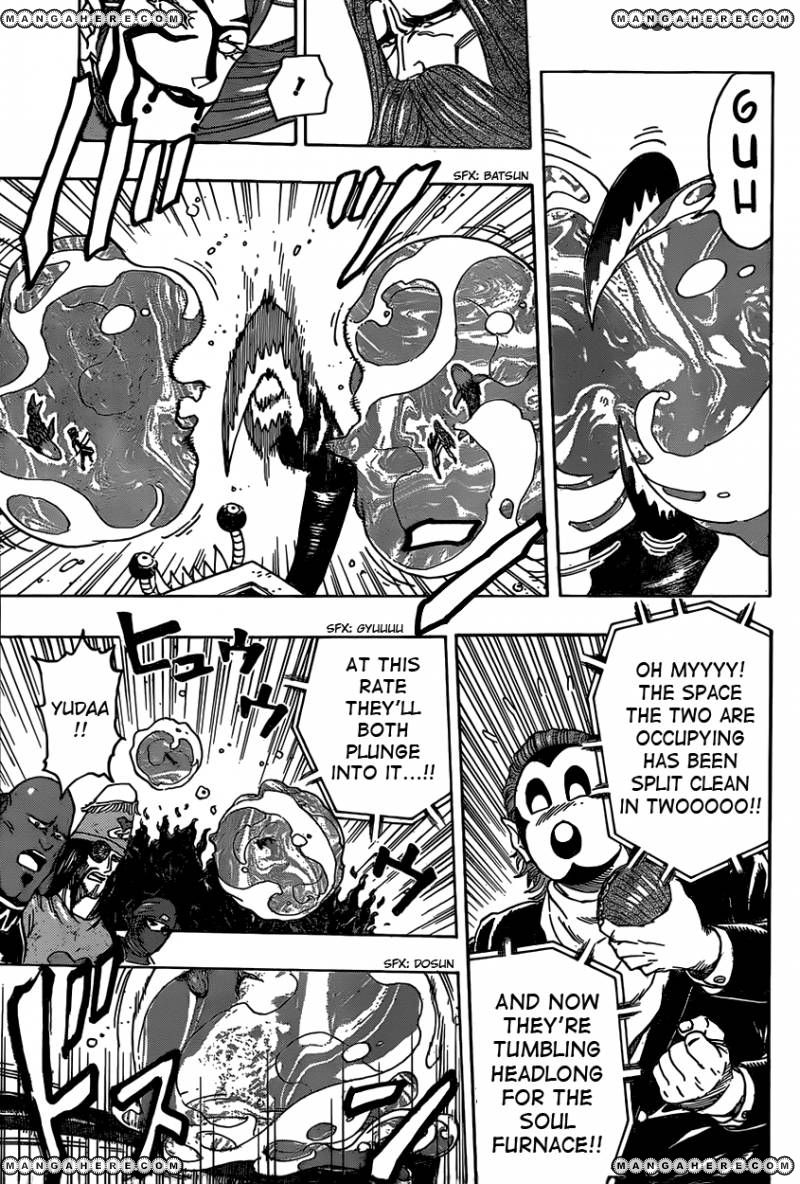 MANGAHERE.COM
MANGAHERE.COM
!
GUH
SFX: BATSUN
OH MYYYY!
THE SPACE
THE TWO ARE
OCCUPYING
HAS BEEN
SPLIT CLEAN
IN TWOOOOO!!
AND NOW
THEY'RE
TUMBLING
HEADLONG
FOR THE
SOUL
FURNACE!!
SFX: GYUUUU
ヒュウウウ
AT THIS
RATE
THEY'LL
BOTH
PLUNGE
INTO IT...!!
YUDAA
!!
SFX: DOSUN
ドスゥ
MANGAHERE.COM
MANGAHERE.COM